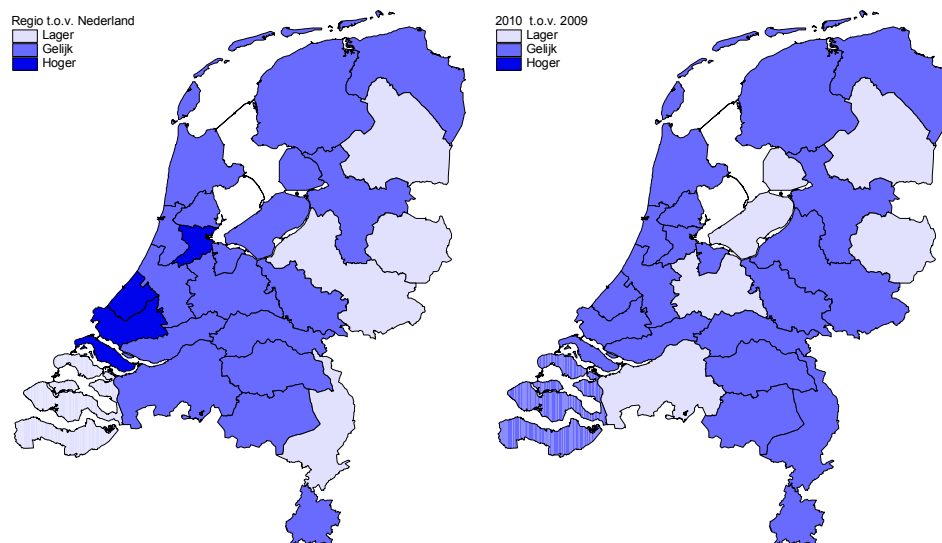 Regio t.o.v. Nederland
Lager
Gelijk
Hoger
2010 t.o.v. 2009
Lager
Gelijk
Hoger